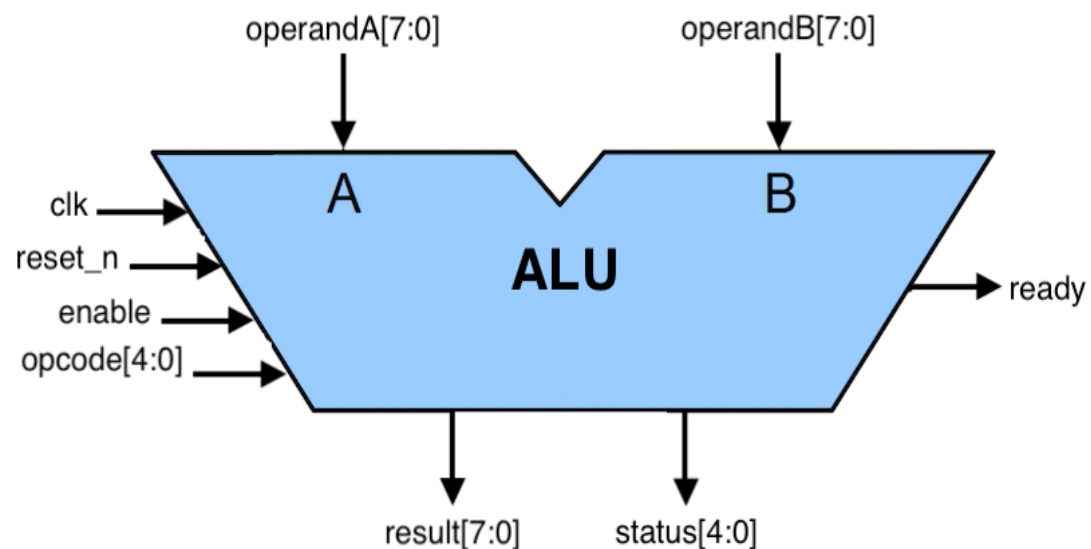 operandA[7:0]
operandB[7:0]
A
B
clk
reset_n
enable
opcode[4:0]
ALU
ready
result[7:0]
status[4:0]